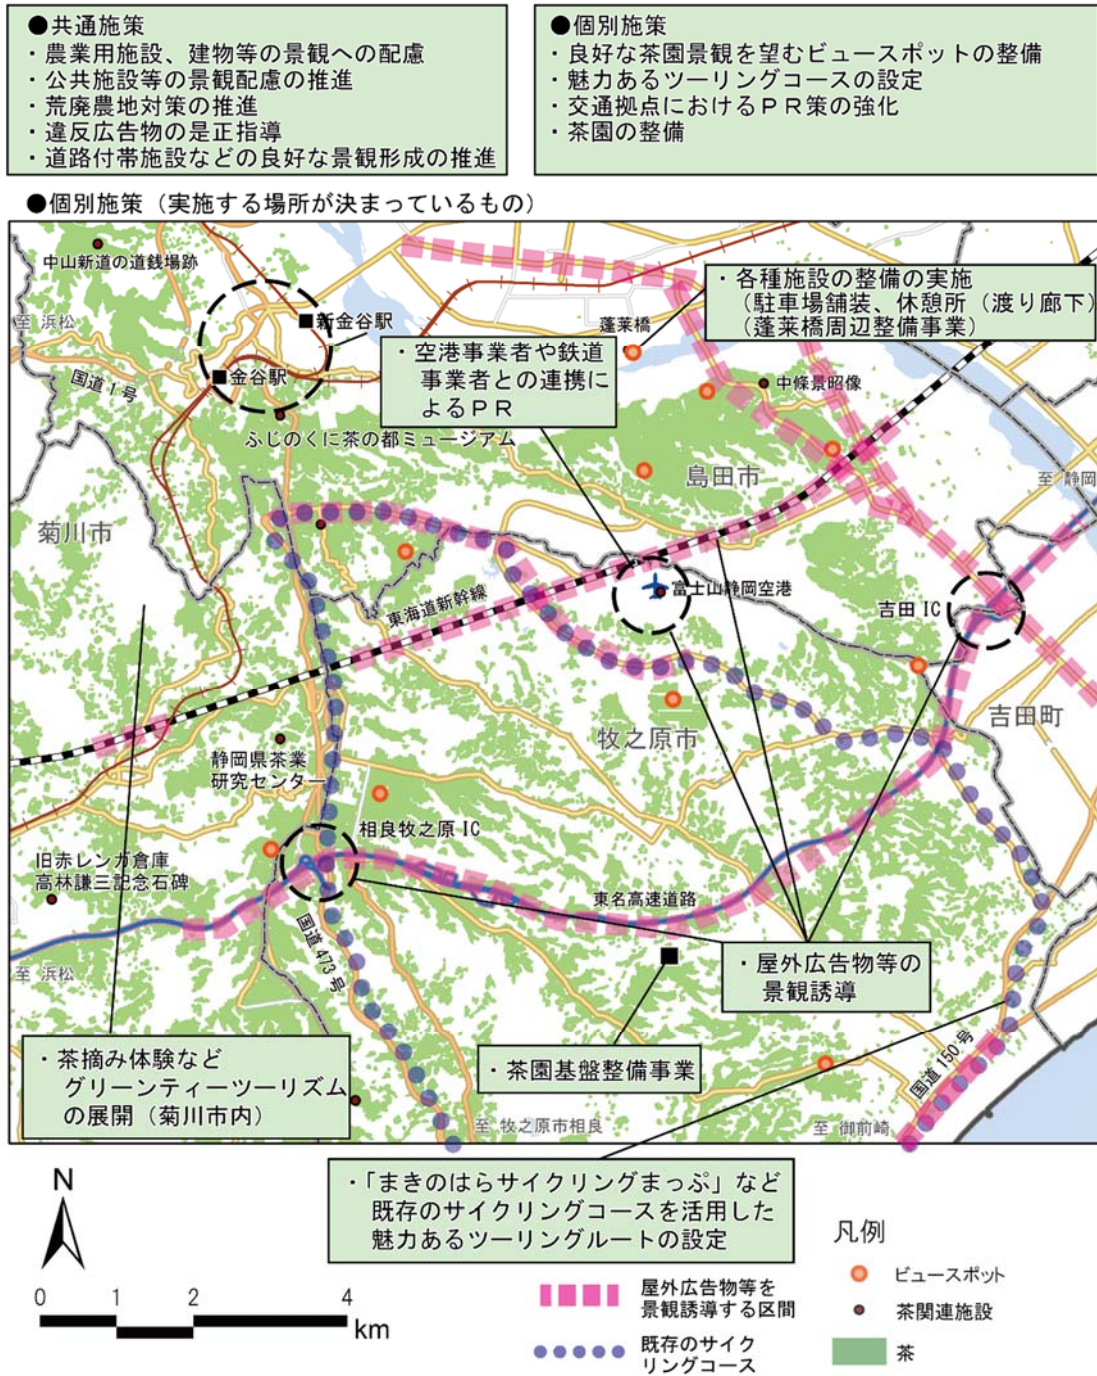 ●共通施策
・農業用施設、建物等の景観への配慮
・公共施設等の景観配慮の推進
・荒廃農地対策の推進
・違反広告物の是正指導
・道路付帯施設などの良好な景観形成の推進
●個別施策
・良好な茶園景観を望むビュースポットの整備
・魅力あるツーリングコースの設定
・交通拠点におけるＰＲ策の強化
・茶園の整備
●個別施策（実施する場所が決まっているもの）
中山新道の道銭場跡
至 浜松
新金谷駅
国道1号
金谷駅
ふじのくに茶の都ミュージアム
・空港事業者や鉄道
事業者との連携に
よるＰＲ
蓬莱橋
・各種施設の整備の実施
（駐車場舗装、休憩所（渡り廊下）
（蓬莱橋周辺整備事業）
中條景昭像
島田市
至 静岡
菊川市
東海道新幹線
富士山静岡空港
吉田 IC
吉田町
牧之原市
静岡県茶業
研究センター
相良牧之原 IC
旧赤レンガ倉庫
高林謙三記念石碑
東名高速道路
国道 473 号
至 浜松
・屋外広告物等の
景観誘導
・茶摘み体験など
グリーンティーツーリズム
の展開（菊川市内）
・茶園基盤整備事業
国道 150 号
至 牧之原市相良
至 御前崎
・「まきのはらサイクリングまっぷ」など
既存のサイクリングコースを活用した
魅力あるツーリングルートの設定
N
0 1 2 4
km
凡例
屋外広告物等を
景観誘導する区間
既存のサイク
リングコース
ビュースポット
茶関連施設
茶